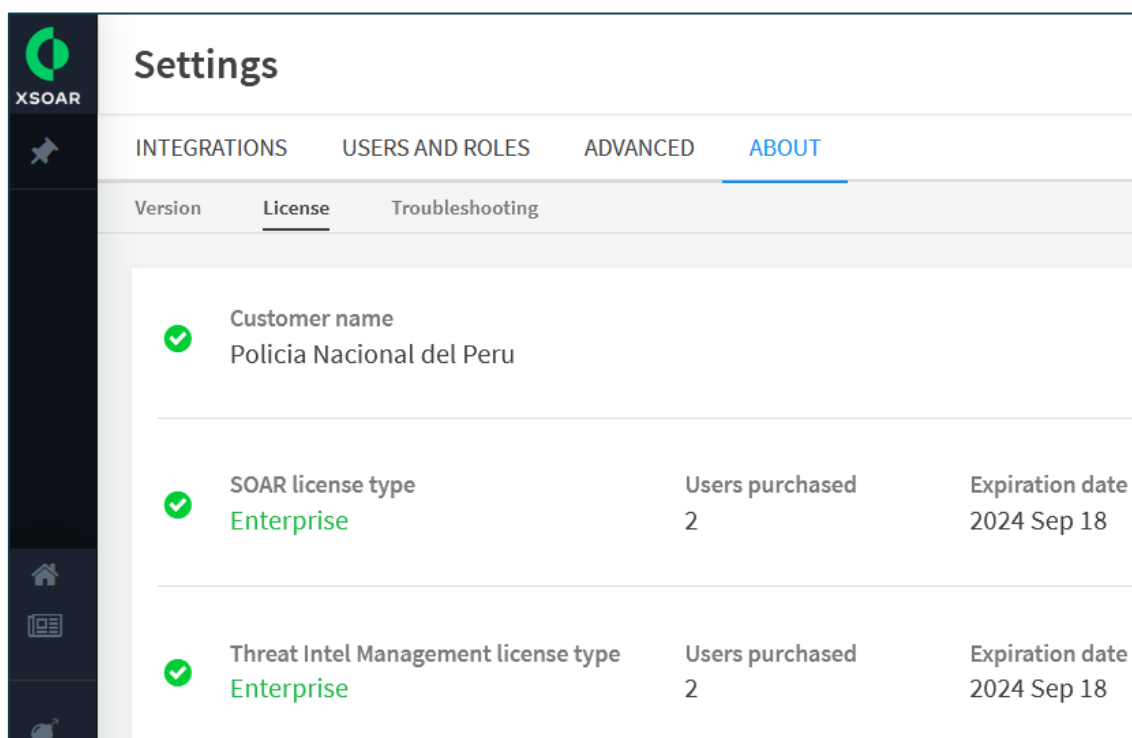 XSOAR
Settings
INTEGRATIONS USERS AND ROLES ADVANCED ABOUT
Version License Troubleshooting
Customer name
Policia Nacional del Peru
SOAR license type Users purchased Expiration date
Enterprise 2 2024 Sep 18
Threat Intel Management license type Users purchased Expiration date
Enterprise 2 2024 Sep 18